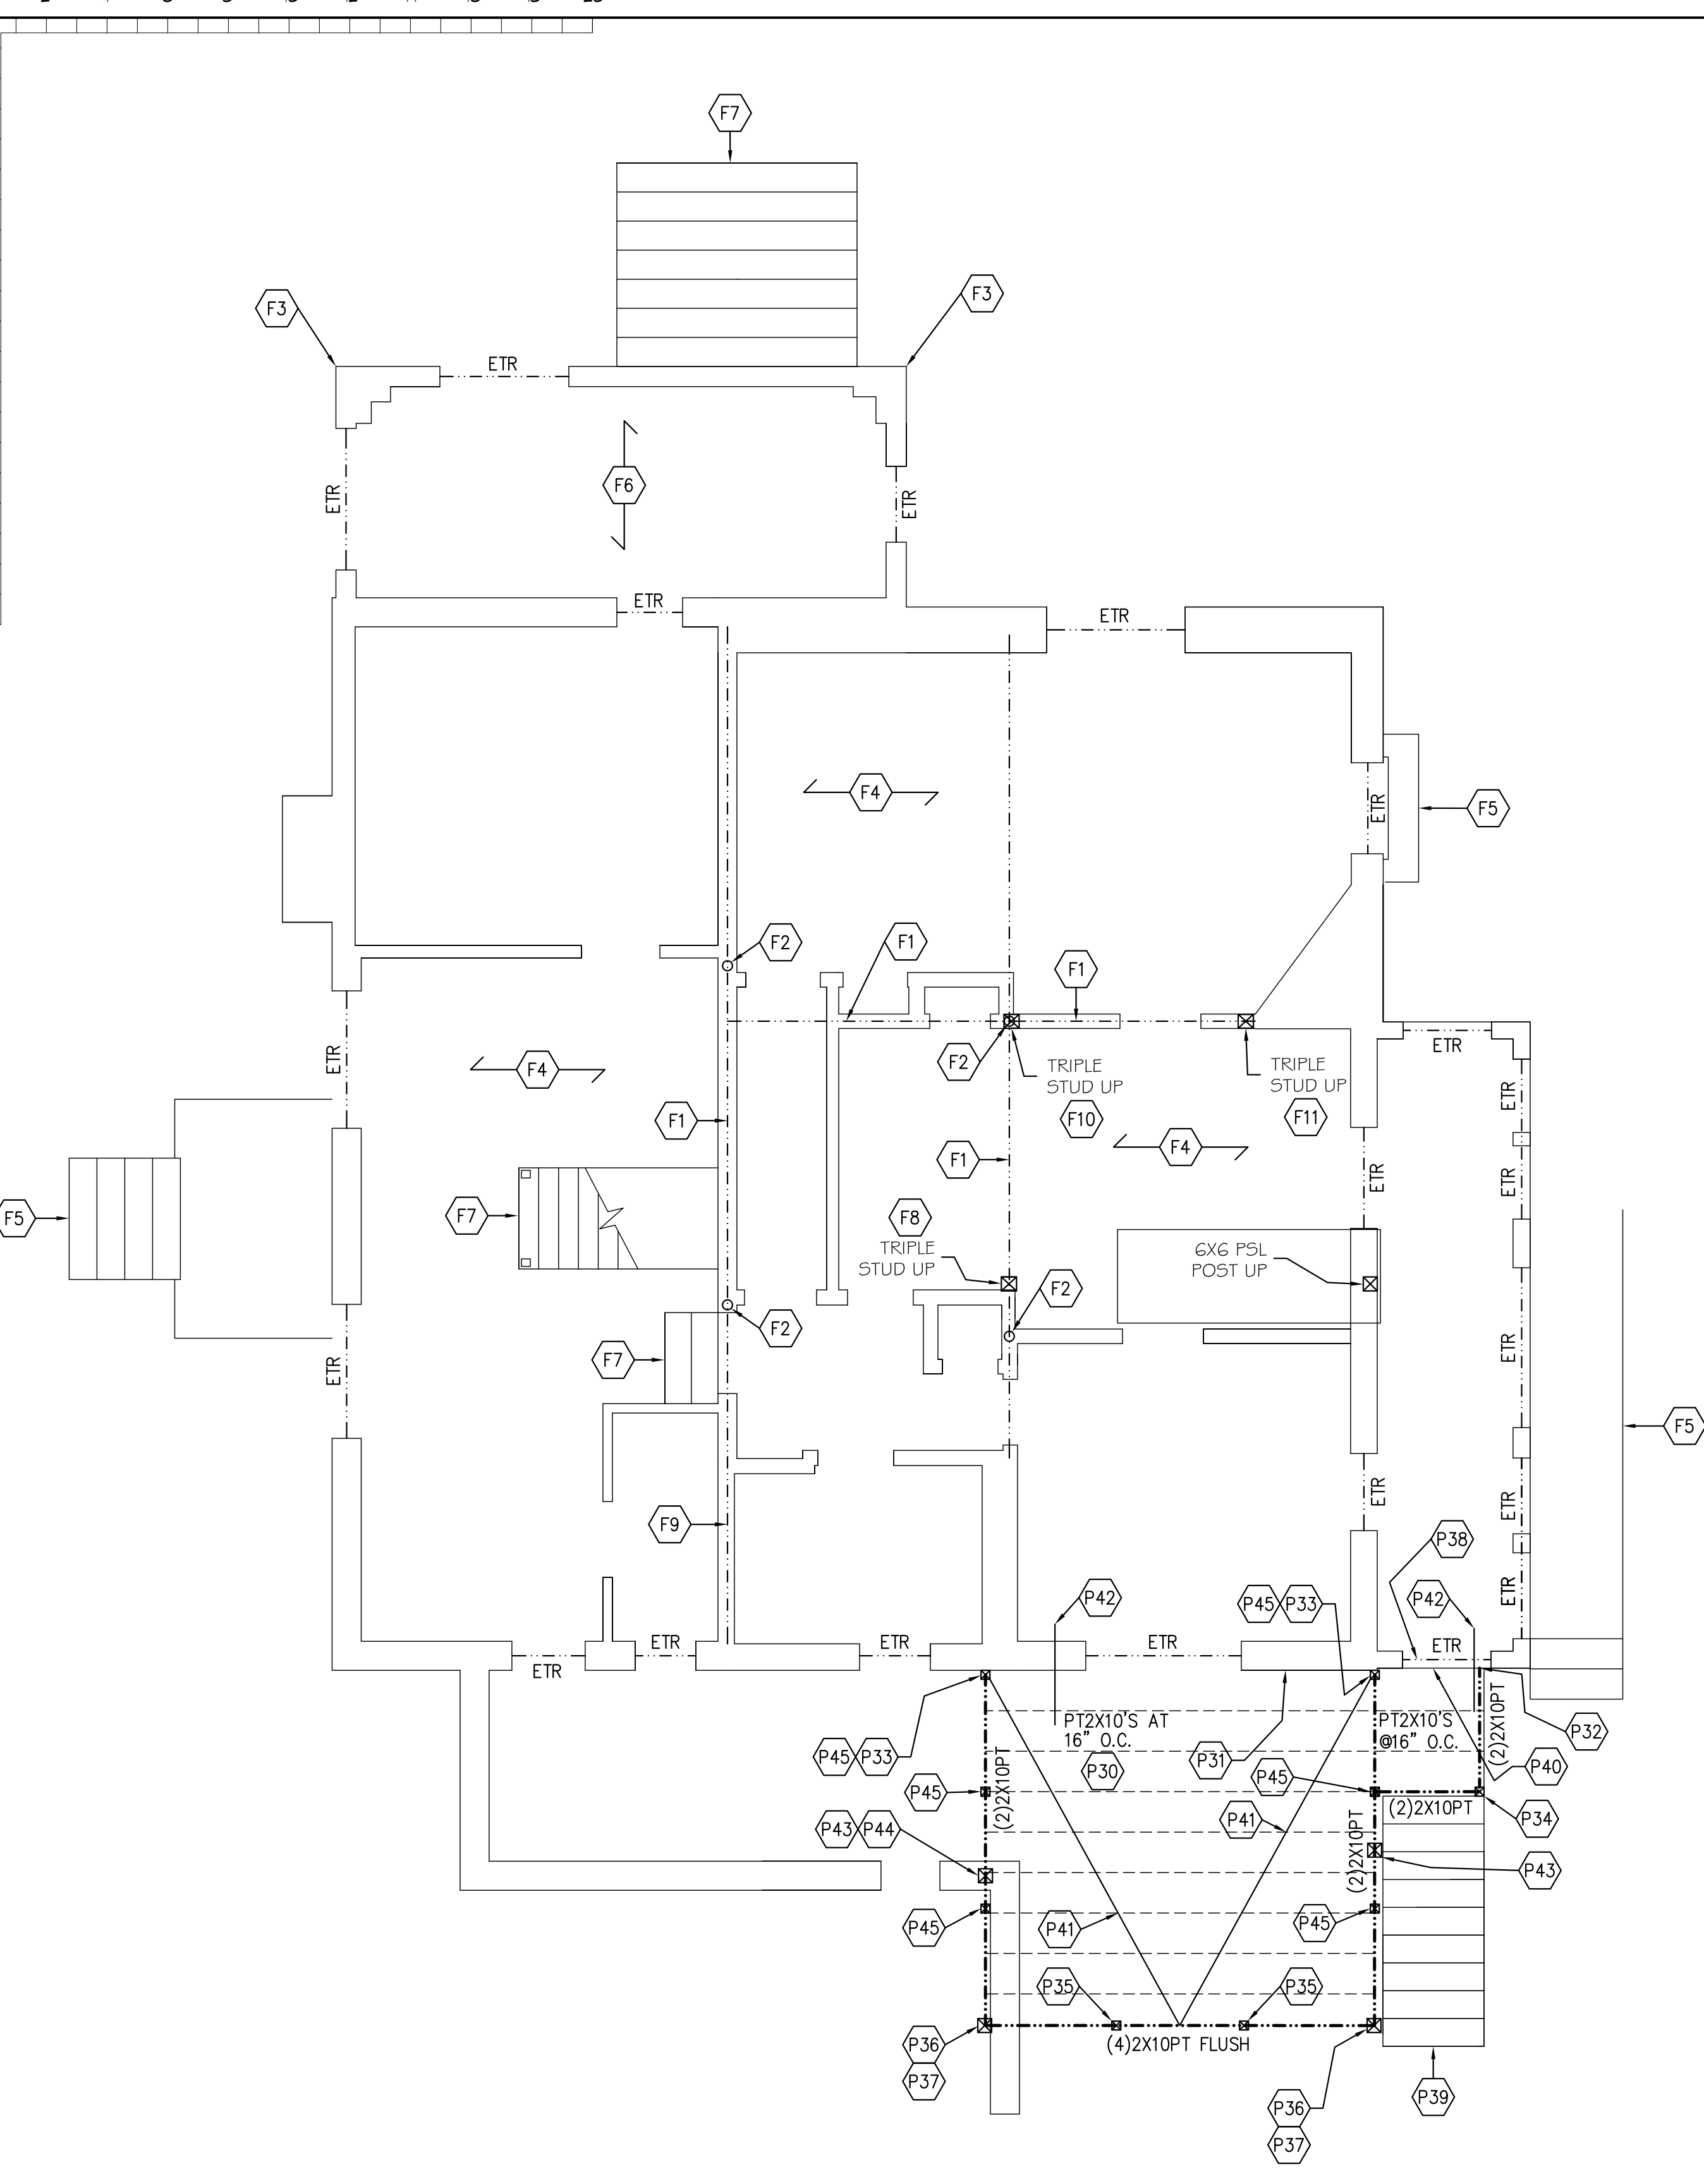 F7
F3
F3
ETR
F6
ETR
ETR
ETR
ETR
F4
ETR
F5
F2
F1
F1
ETR
F4
F2
TRIPLE
STUD UP
F10
TRIPLE
STUD UP
F11
ETR
ETR
F1
F1
F4
ETR
ETR
F5
F7
F8
TRIPLE
STUD UP
6X6 PSL
POST UP
F2
F2
F7
ETR
ETR
F5
F9
ETR
ETR
P38
P42
P45
P33
P42
ETR
ETR
ETR
ETR
ETR
ETR
PT2X10'S AT
16" O.C.
P30
PT2X10'S
@16" O.C.
(2)2X10PT
P32
P45
P33
P31
P40
P45
(2)2X10PT
P45
(2)2X10PT
P34
P43
P44
P41
(2)2X10PT
P43
P45
P41
P45
P35
P35
P36
P37
(4)2X10PT FLUSH
P39
P36
P37